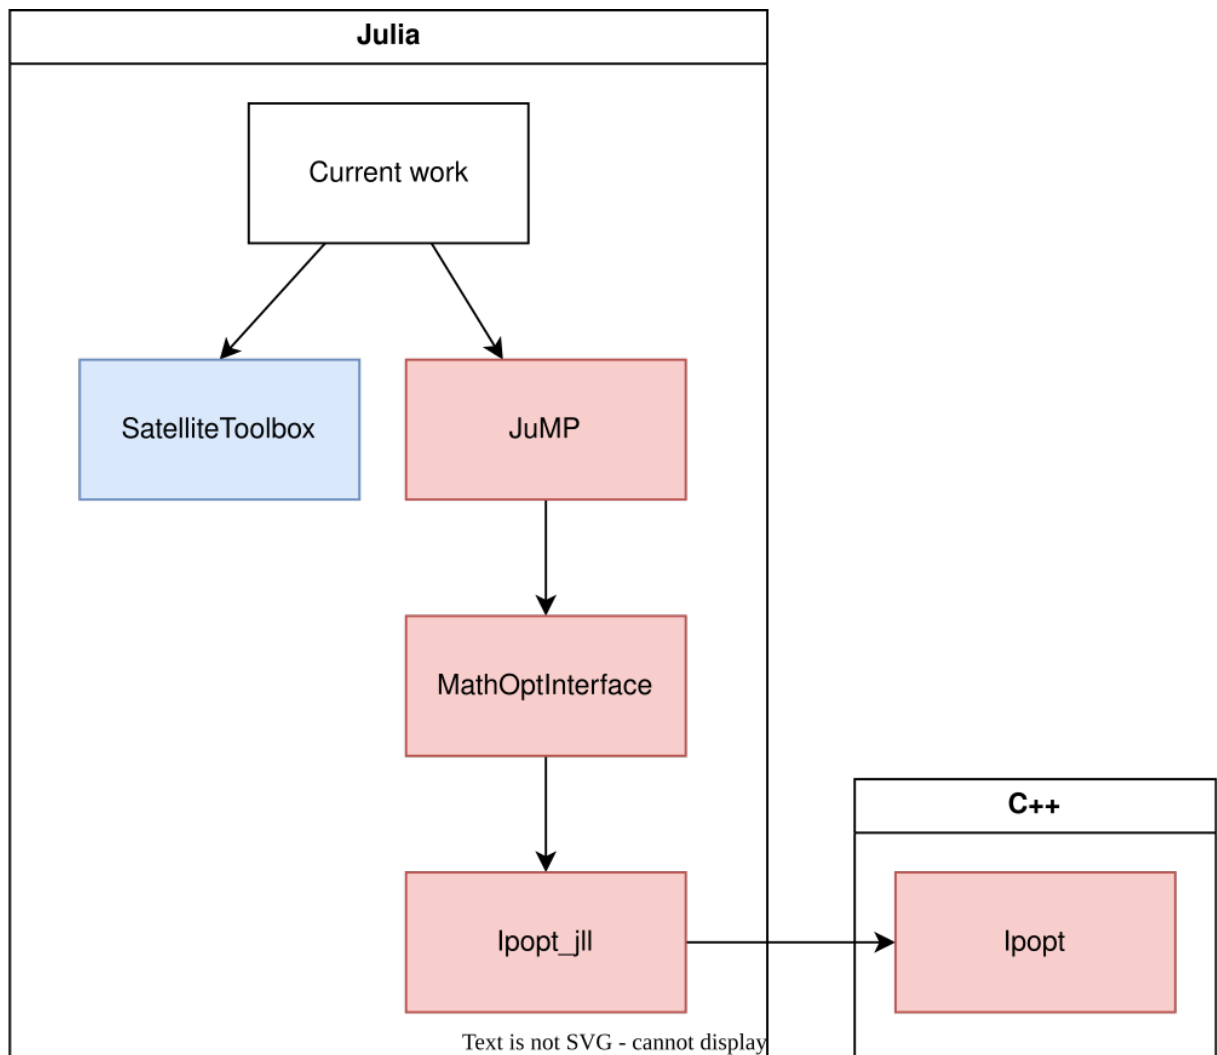 Julia
Current work
SatelliteToolbox
JuMP
MathOptInterface
C++
Ipopt_jll
Ipopt
Text is not SVG - cannot display